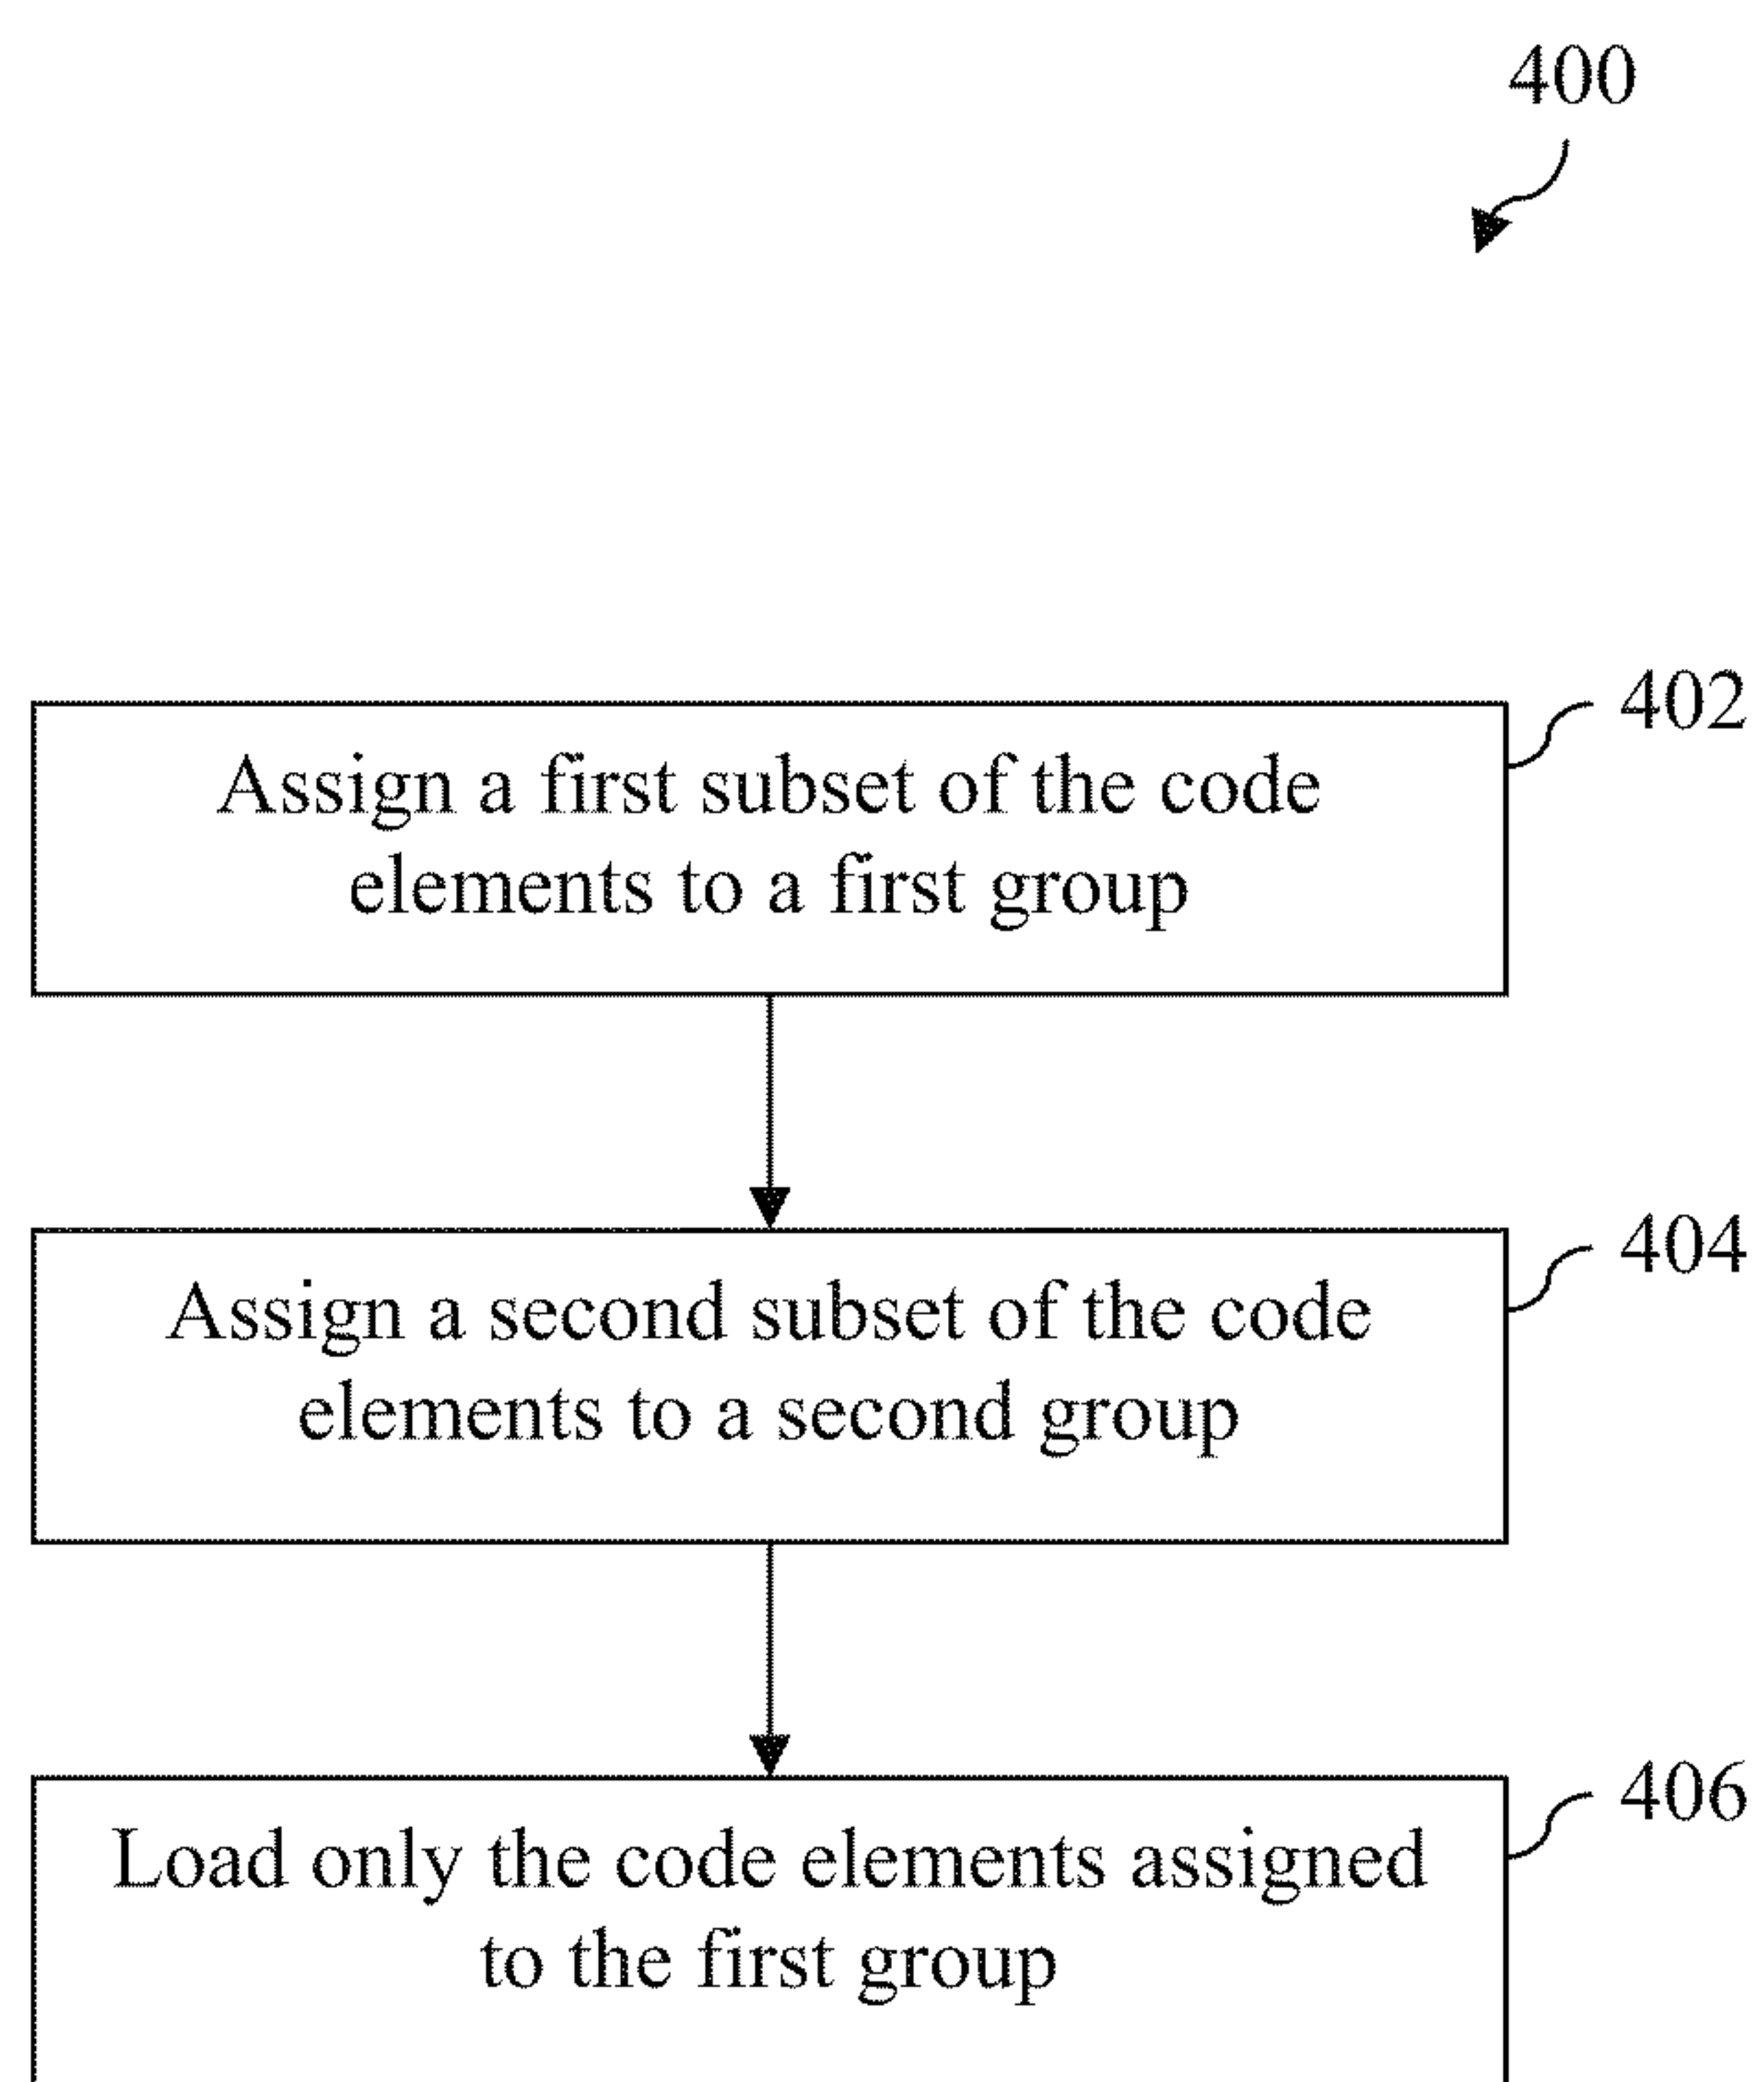 400
402
Assign a first subset of the code
elements to a first group
404
Assign a second subset of the code
elements to a second group
406
Load only the code elements assigned
to the first group